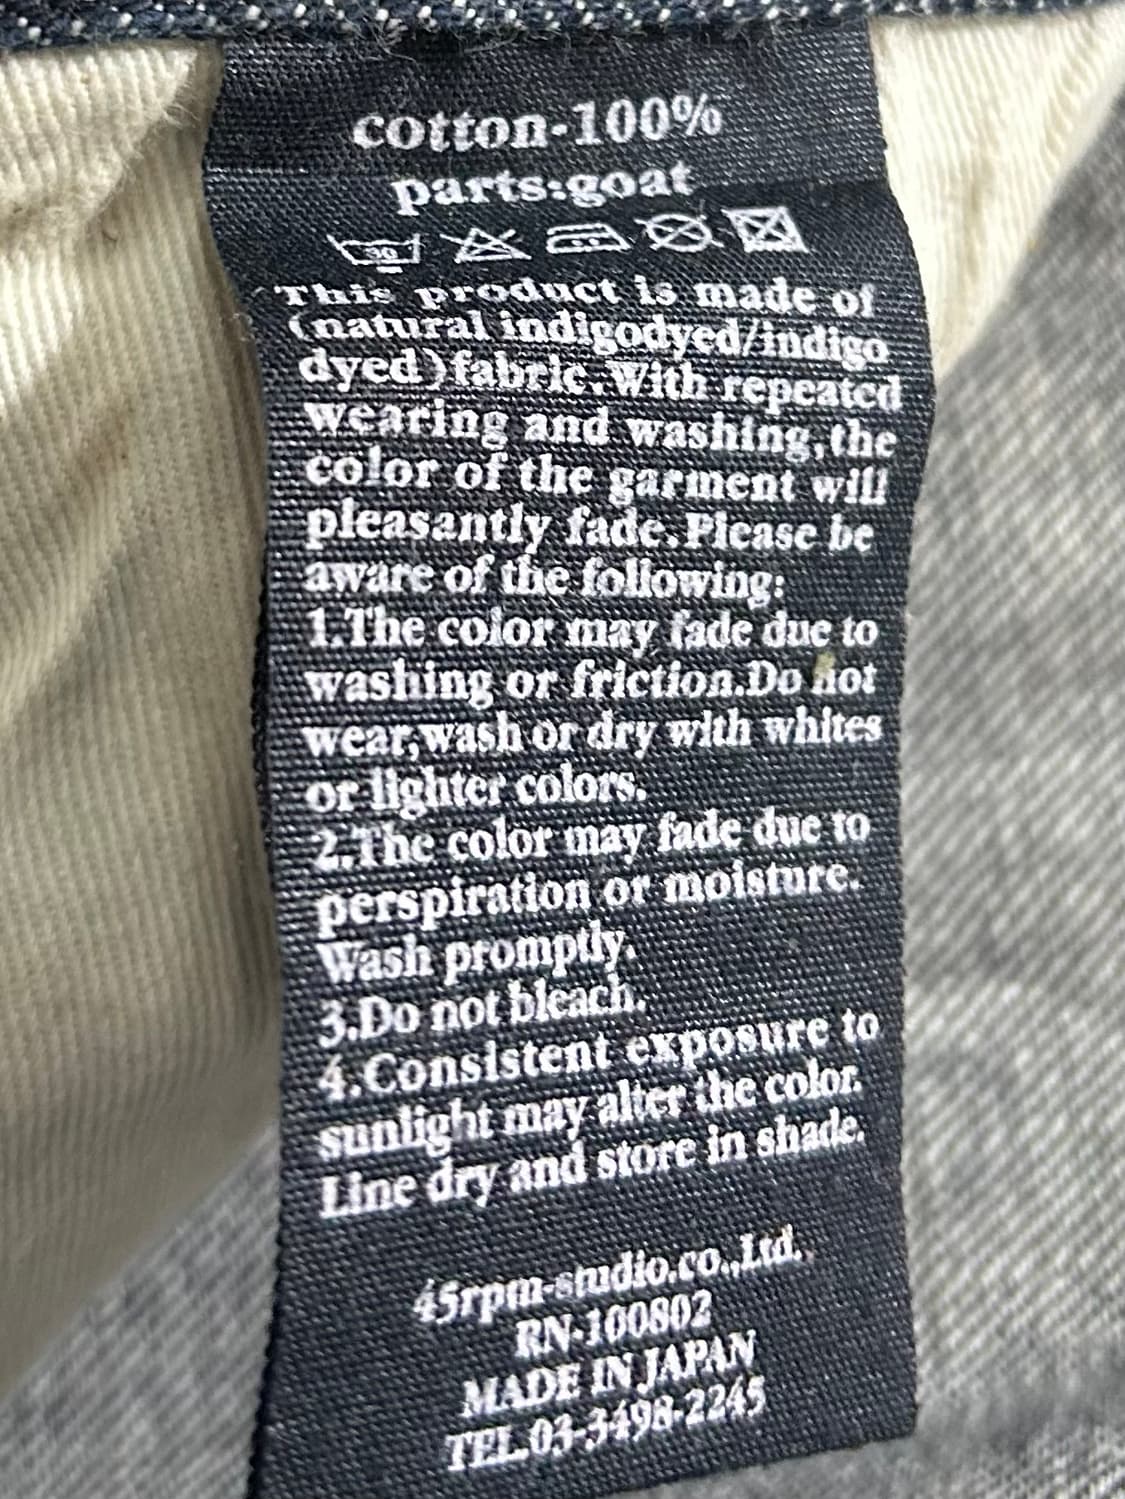 cotton-100%
parts:goat
30
This product is made of
(natural indigodyed/indigo
dyed)fabric.With repeated
wearing and washing,the
color of the garment will
pleasantly fade.Please be
aware of the following:
1.The color may fade due to
washing or friction.Do not
wear,wash or dry with whites
or lighter colors.
2.The color may fade due to
perspiration or moisture.
Wash promptly.
3.Do not bleach.
4.Consistent exposure to
sunlight may alter the color.
Line dry and store in shade.
45rpm-studio.co.,Ltd.
RN-100802
MADE IN JAPAN
TEL.03-3498-2245